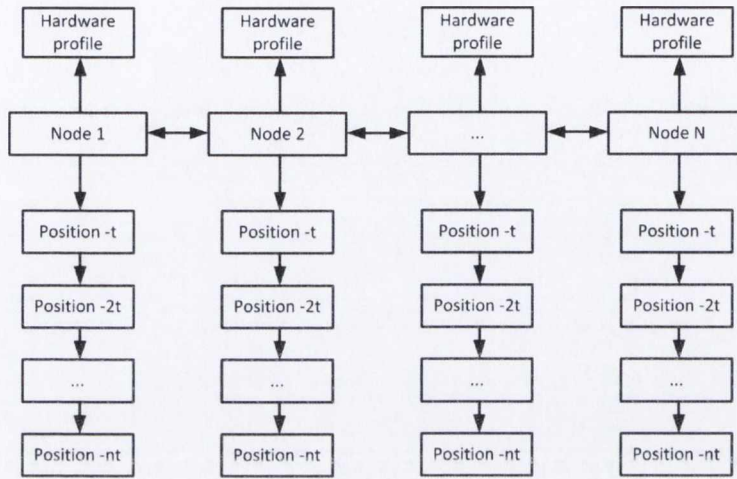 Hardware
profile
Hardware
profile
Hardware
profile
Hardware
profile
Node 1
Node 2
...
Node N
Position -t
Position -t
Position -t
Position -t
Position -2t
Position -2t
Position -2t
Position -2t
...
...
...
...
Position -nt
Position -nt
Position -nt
Position -nt